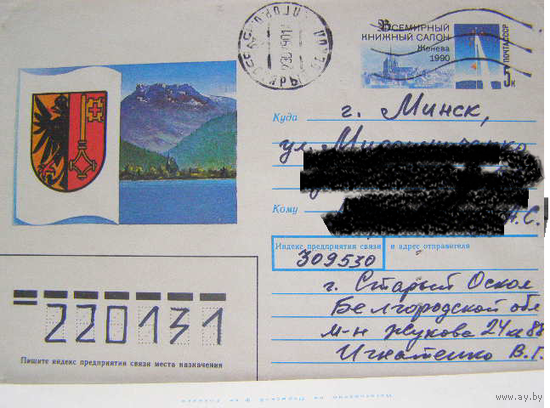 ВСЕМИРНЫЙ
КНИЖНЫЙ САЛОН
Женева
1990
ПОЧТА СССР
5к
Куда
г. Минск,
ул.
Кому
А.С.
Индекс предприятия связи и адрес отправителя
309530
г. Старый Оскол
Белгородской обл
м-н Жукова 24 кв 88
Игнатенко В.Г.
220131
Пишите индекс предприятия связи места назначения
www.ay.by